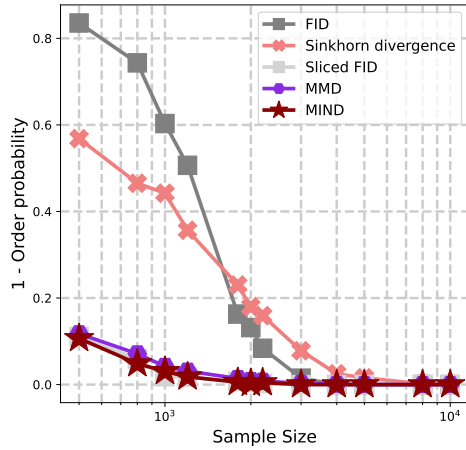 FID
Sinkhorn divergence
Sliced FID
MMD
MIND
1 - Order probability
0.8
0.6
0.4
0.2
0.0
10³
10⁴
Sample Size